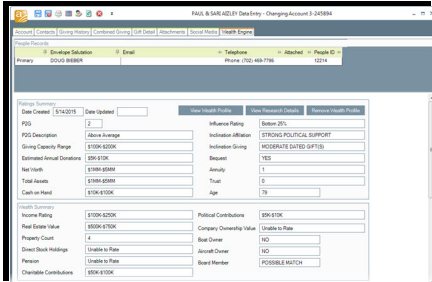 PAUL & SARI AIZLEY Data Entry - Changing Account 3-245894
Account Contacts Giving History Combined Giving Gift Detail Attachments Social Media Wealth Engine
People Records
Envelope Salutation Email Telephone Attached People ID
Primary DOUG BIEBER Phone: (702) 469-7796 12214
Ratings Summary
Date Created 5/14/2015 Date Updated View Wealth Profile View Research Details Remove Wealth Profile
P2G 2 Influence Rating Bottom 25%
P2G Description Above Average Inclination Affiliation STRONG POLITICAL SUPPORT
Giving Capacity Range $100K-$200K Inclination Giving MODERATE DATED GIFT(S)
Estimated Annual Donations $5K-$10K Bequest YES
Net Worth $1MM-$5MM Annuity 1
Total Assets $1MM-$5MM Trust 0
Cash on Hand $10K-$100K Age 79
Wealth Summary
Income Rating $100K-$250K Political Contributions $5K-$10K
Real Estate Value $500K-$750K Company Ownership Value Unable to Rate
Property Count 4 Boat Owner NO
Direct Stock Holdings Unable to Rate Aircraft Owner NO
Pension Unable to Rate Board Member POSSIBLE MATCH
Charitable Contributions $50K-$100K